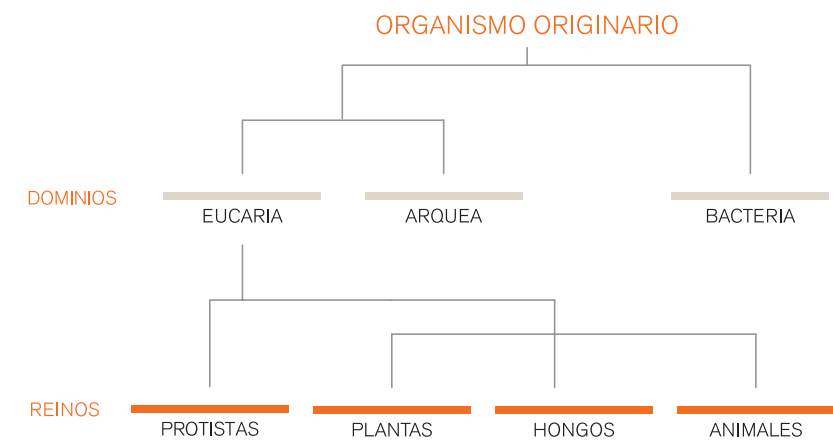 ORGANISMO ORIGINARIO
DOMINIOS
EUCARIA
ARQUEA
BACTERIA
REINOS
PROTISTAS
PLANTAS
HONGOS
ANIMALES